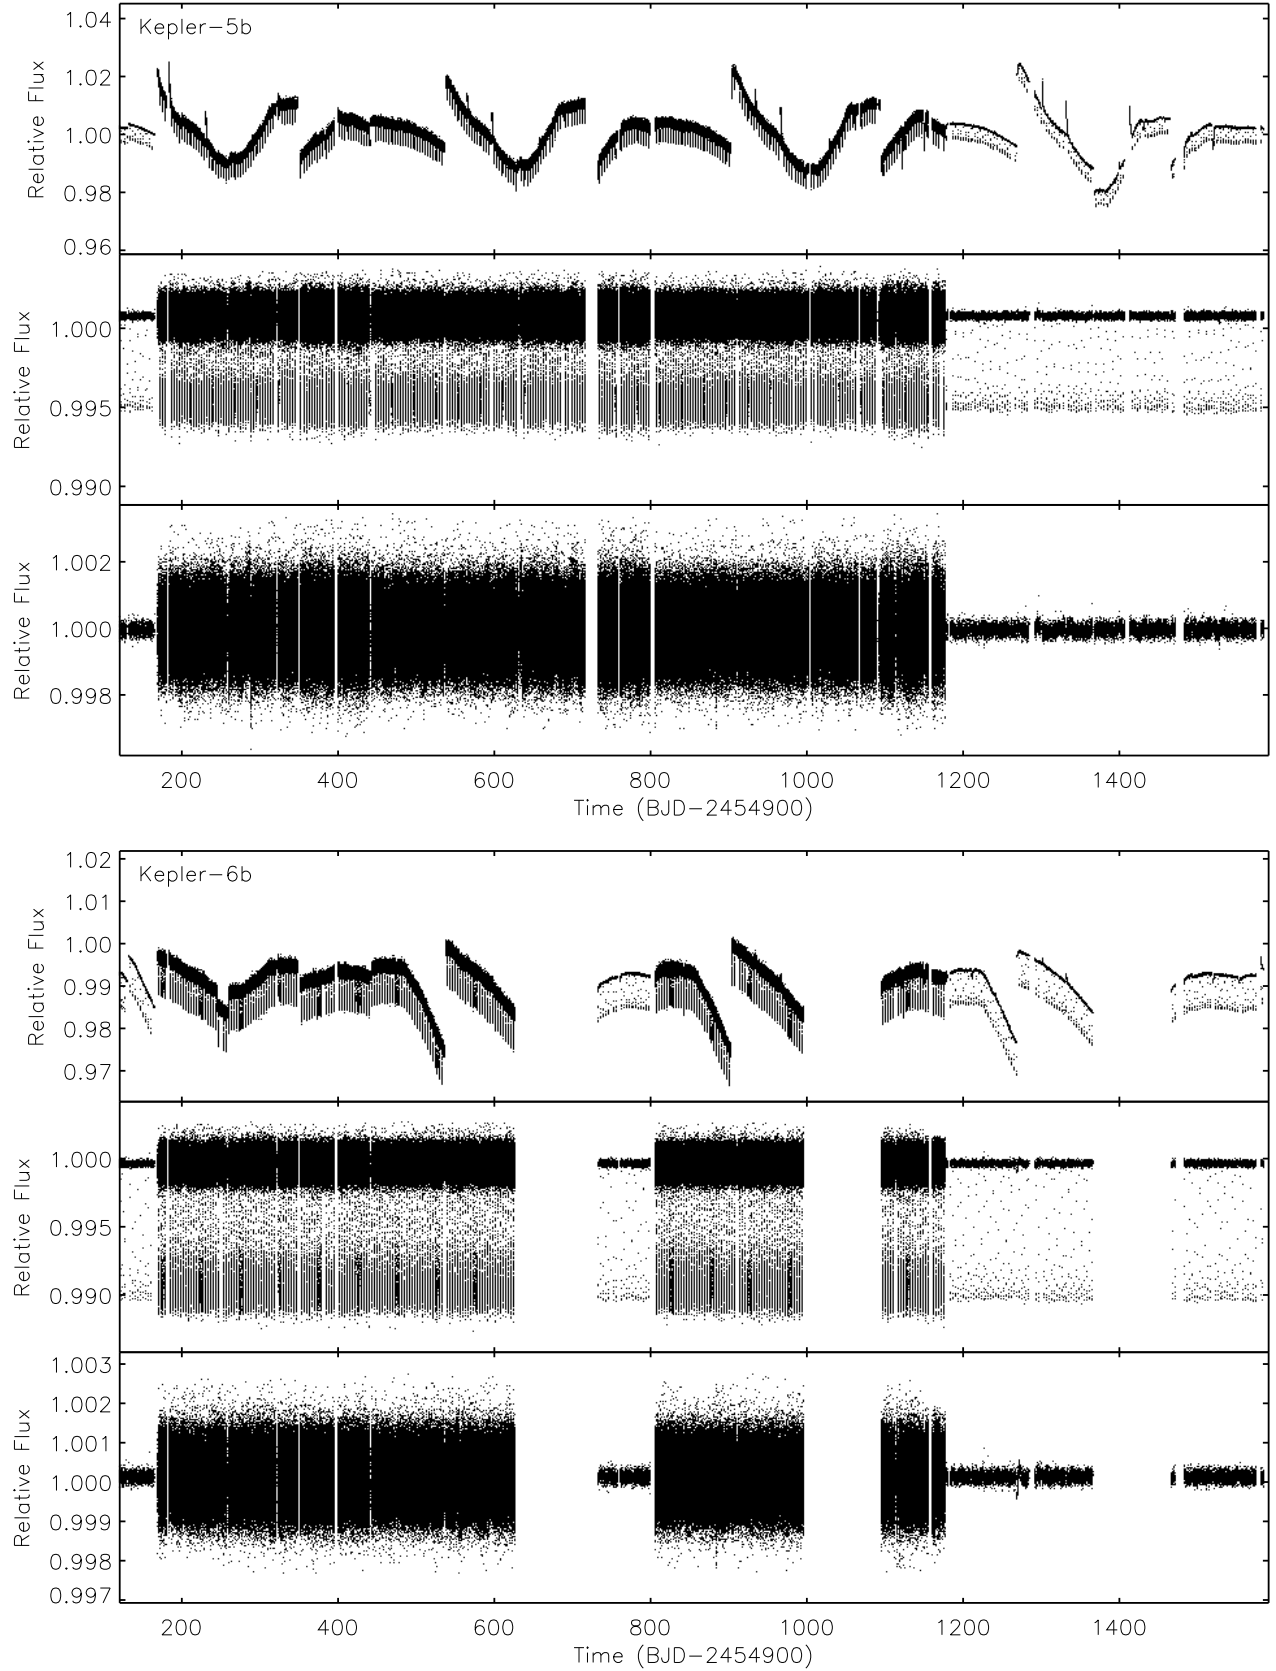 Kepler−5b
1.04
1.02
1.00
0.98
0.96
Relative Flux
1.000
0.995
0.990
Relative Flux
1.002
1.000
0.998
Relative Flux
200 400 600 800 1000 1200 1400
Time (BJD−2454900)
Kepler−6b
1.02
1.01
1.00
0.99
0.98
0.97
Relative Flux
1.000
0.995
0.990
Relative Flux
1.003
1.002
1.001
1.000
0.999
0.998
0.997
Relative Flux
200 400 600 800 1000 1200 1400
Time (BJD−2454900)